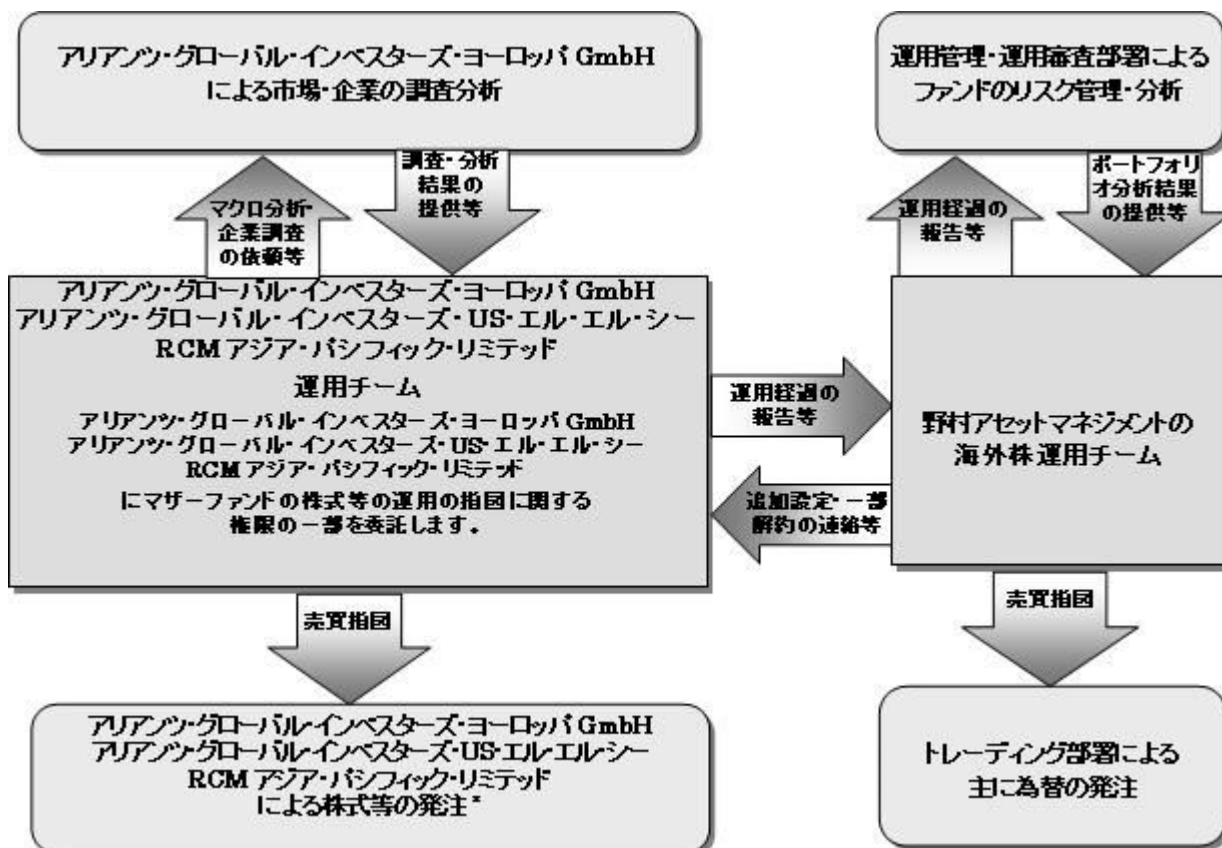 アリアンツ・グローバル・インベスターズ・ヨーロッパ GmbH
による市場・企業の調査分析
運用管理・運用審査部署による
ファンドのリスク管理・分析
マクロ分析・
企業調査
の依頼等
調査・分析
結果の
提供等
運用経過の
報告等
ポートフォリ
オ分析結果
の提供等
アリアンツ・グローバル・インベスターズ・ヨーロッパ GmbH
アリアンツ・グローバル・インベスターズ・US・エル・エル・シー
RCM アジア・パシフィック・リミテッド
運用チーム
アリアンツ・グローバル・インベスターズ・ヨーロッパ GmbH
アリアンツ・グローバル・インベスターズ・US・エル・エル・シー
RCM アジア・パシフィック・リミテッド
にマザーファンドの株式等の運用の指図に関する
権限の一部を委託します。
運用経過の
報告等
追加設定・一部
解約の連絡等
野村アセットマネジメントの
海外株運用チーム
売買指図
売買指図
アリアンツ・グローバル・インベスターズ・ヨーロッパ GmbH
アリアンツ・グローバル・インベスターズ・US・エル・エル・シー
RCM アジア・パシフィック・リミテッド
による株式等の発注*
トレーディング部署による
主に為替の発注